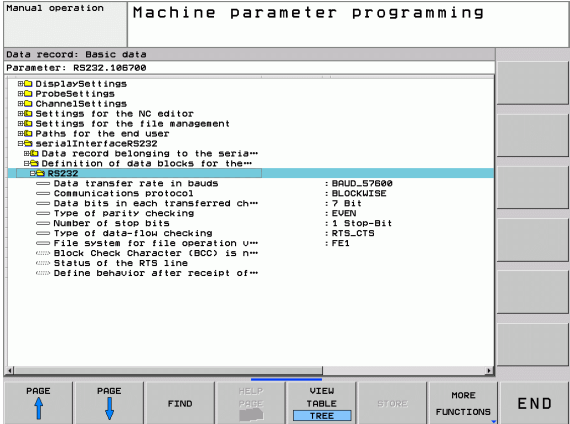 Manual operation
Machine parameter programming
Data record: Basic data
Parameter: RS232.106700
DisplaySettings
ProbeSettings
ChannelSettings
Settings for the NC editor
Settings for the file management
Paths for the end user
serialInterfaceRS232
Data record belonging to the seria…
Definition of data blocks for the…
RS232
Data transfer rate in bauds : BAUD_57600
Communications protocol : BLOCKWISE
Data bits in each transferred ch… : 7 Bit
Type of parity checking : EVEN
Number of stop bits : 1 Stop-Bit
Type of data-flow checking : RTS_CTS
File system for file operation v… : FE1
Block Check Character (BCC) is n…
Status of the RTS line
Define behavior after receipt of…
PAGE
PAGE
FIND
HELP
PAGE
VIEW
TABLE
TREE
STORE
MORE
FUNCTIONS
END